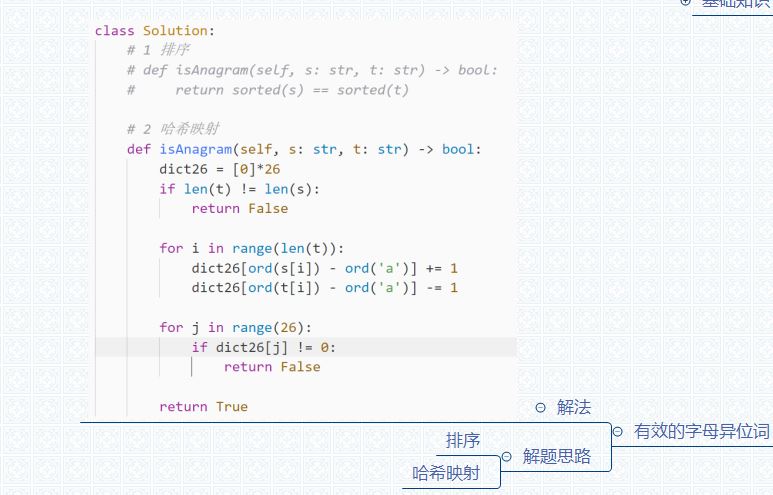 基础知识
class Solution:
    # 1 排序
    # def isAnagram(self, s: str, t: str) -> bool:
    #     return sorted(s) == sorted(t)

    # 2 哈希映射
    def isAnagram(self, s: str, t: str) -> bool:
        dict26 = [0]*26
        if len(t) != len(s):
            return False

        for i in range(len(t)):
            dict26[ord(s[i]) - ord('a')] += 1
            dict26[ord(t[i]) - ord('a')] -= 1

        for j in range(26):
            if dict26[j] != 0:
                return False

        return True
解法
有效的字母异位词
排序
解题思路
哈希映射